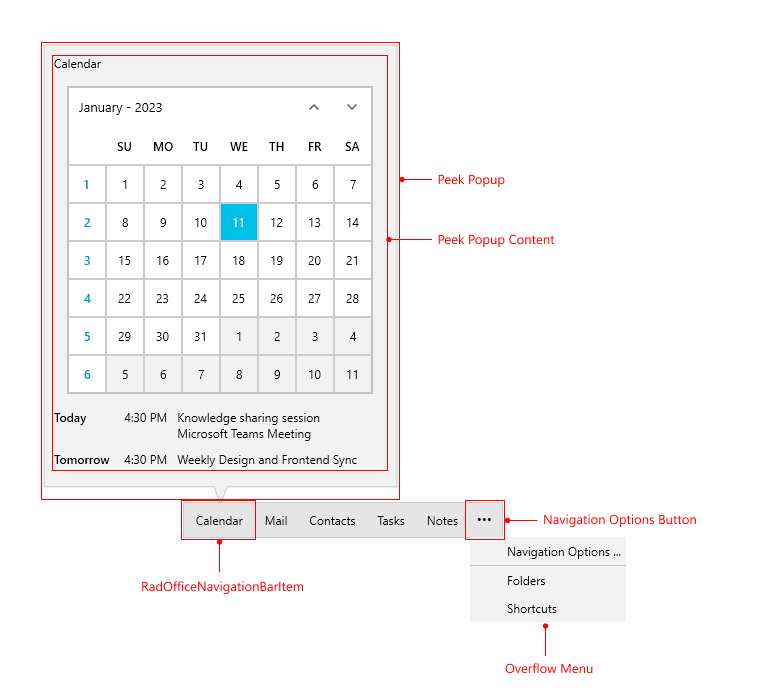 Calendar
January - 2023
SU MO TU WE TH FR SA
1 1 2 3 4 5 6 7
2 8 9 10 11 12 13 14
3 15 16 17 18 19 20 21
4 22 23 24 25 26 27 28
5 29 30 31 1 2 3 4
6 5 6 7 8 9 10 11
Today 4:30 PM Knowledge sharing session
Microsoft Teams Meeting
Tomorrow 4:30 PM Weekly Design and Frontend Sync
Peek Popup
Peek Popup Content
Calendar Mail Contacts Tasks Notes •••
Navigation Options Button
RadOfficeNavigationBarItem
Navigation Options ...
Folders
Shortcuts
Overflow Menu